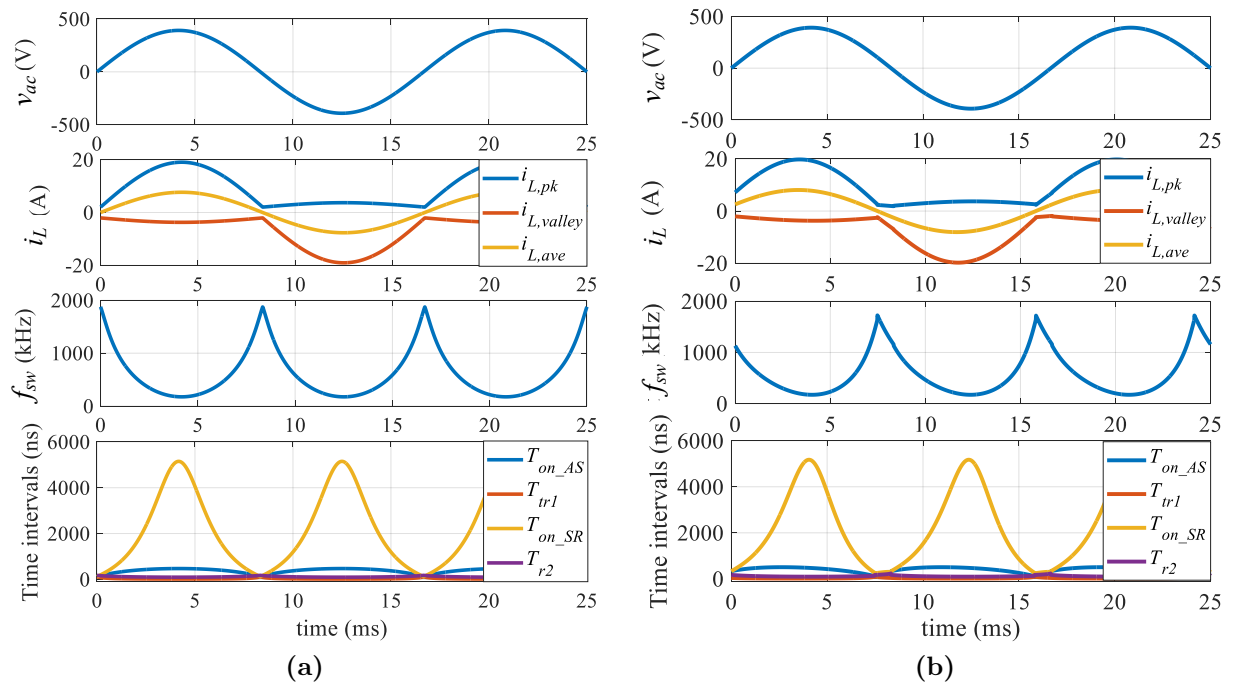 500
0
-500
v_ac (V)
0 5 10 15 20 25
20
0
-20
i_L (A)
i_L,pk
i_L,valley
i_L,ave
0 5 10 15 20 25
2000
1000
0
f_sw (kHz)
0 5 10 15 20 25
6000
4000
2000
0
Time intervals (ns)
T_on_AS
T_tr1
T_on_SR
T_r2
0 5 10 15 20 25
time (ms)
(a)
500
0
-500
v_ac (V)
0 5 10 15 20 25
20
0
-20
i_L (A)
i_L,pk
i_L,valley
i_L,ave
0 5 10 15 20 25
2000
1000
0
f_sw kHz)
0 5 10 15 20 25
6000
4000
2000
0
Time intervals (ns)
T_on_AS
T_tr1
T_on_SR
T_r2
0 5 10 15 20 25
time (ms)
(b)